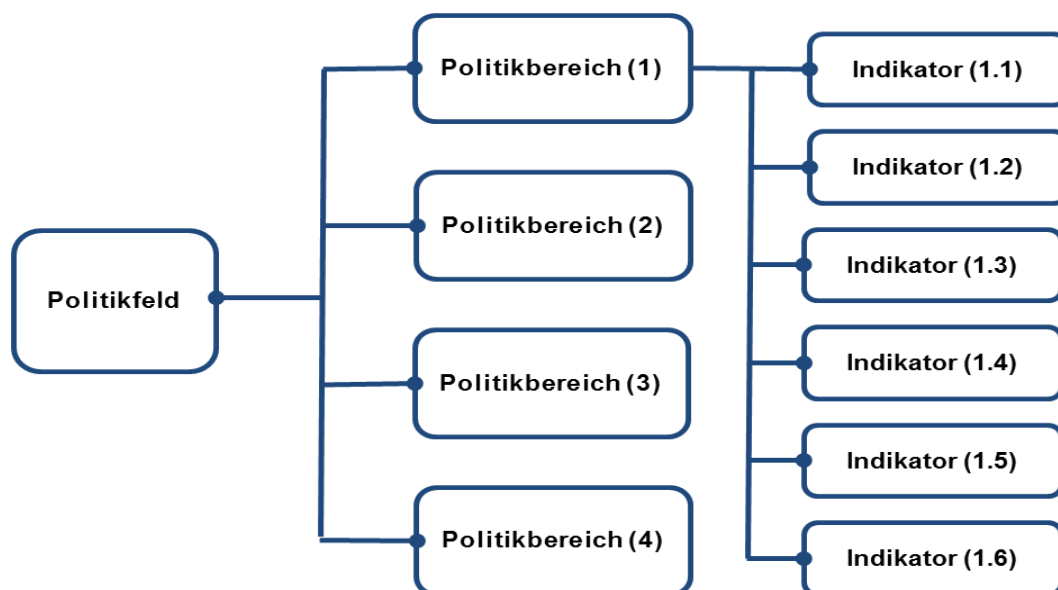 Politikfeld
Politikbereich (1)
Politikbereich (2)
Politikbereich (3)
Politikbereich (4)
Indikator (1.1)
Indikator (1.2)
Indikator (1.3)
Indikator (1.4)
Indikator (1.5)
Indikator (1.6)